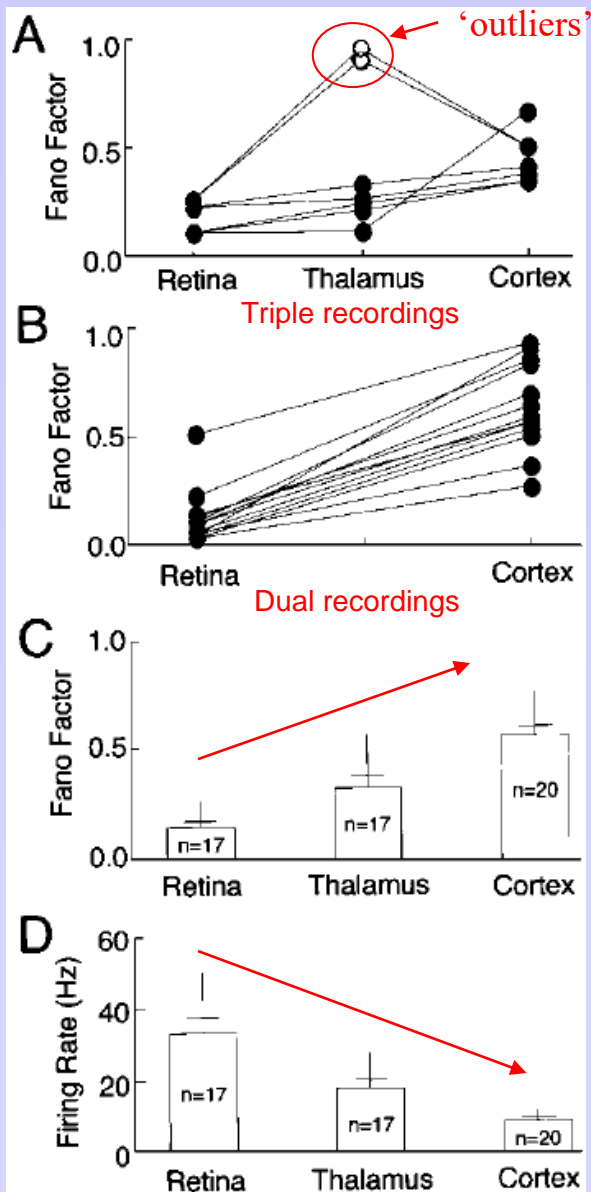 A
‘outliers’
1.0
Fano Factor
0.5
0.0
Retina Thalamus Cortex
Triple recordings
B
1.0
Fano Factor
0.5
0.0
Retina Cortex
Dual recordings
C
1.0
Fano Factor
0.5
0.0
n=17 n=17 n=20
Retina Thalamus Cortex
D
60
Firing Rate (Hz)
40
20
0
n=17 n=17 n=20
Retina Thalamus Cortex